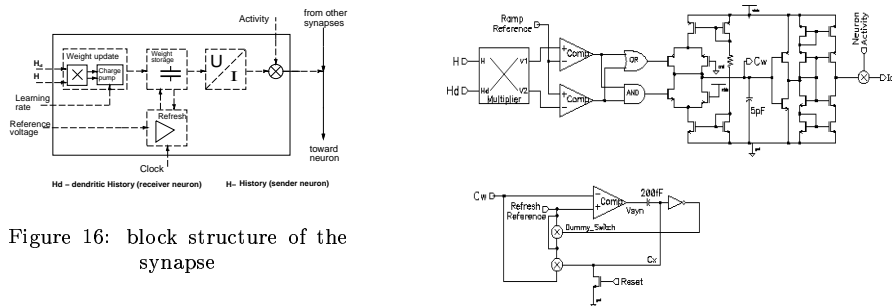 Activity
from other
synapses
Weight update
Weight
storage
Hd
H
Charge
pump
U
I
Learning
rate
Reference
voltage
Refresh
Clock
toward
neuron
Hd – dendritic History (receiver neuron)
H– History (sender neuron)
Figure 16: block structure of the
synapse
Ramp
Reference
H
Hd
H
Hd
V1
V2
Multiplier
Comp
Comp
OR
AND
Cw
5pF
Neuron
Activity
Cw
Refresh
Reference
Comp
Vsyn
200fF
Dummy_Switch
Cx
Reset